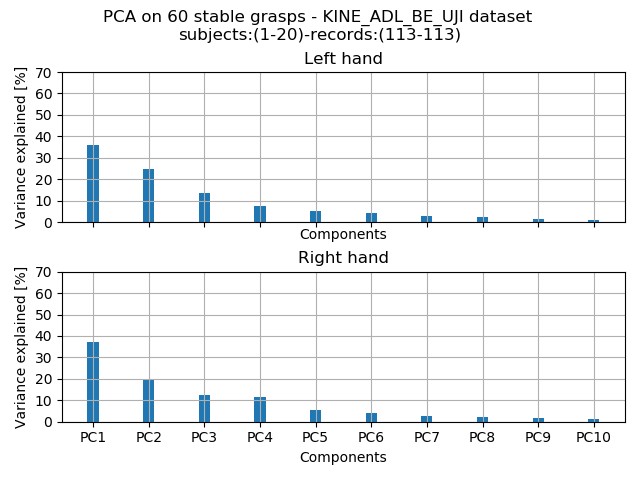 PCA on 60 stable grasps - KINE_ADL_BE_UJI dataset
subjects:(1-20)-records:(113-113)
Left hand
Variance explained [%]
70
60
50
40
30
20
10
0
Components
Right hand
Variance explained [%]
70
60
50
40
30
20
10
0
PC1 PC2 PC3 PC4 PC5 PC6 PC7 PC8 PC9 PC10
Components